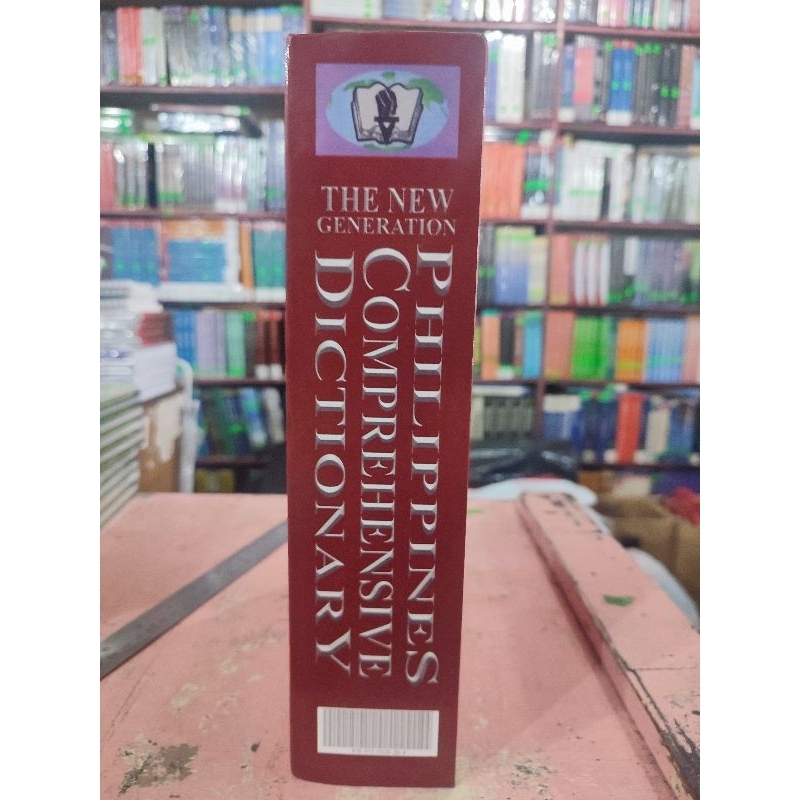 THE NEW
GENERATION
PHILIPPINES
COMPREHENSIVE
DICTIONARY